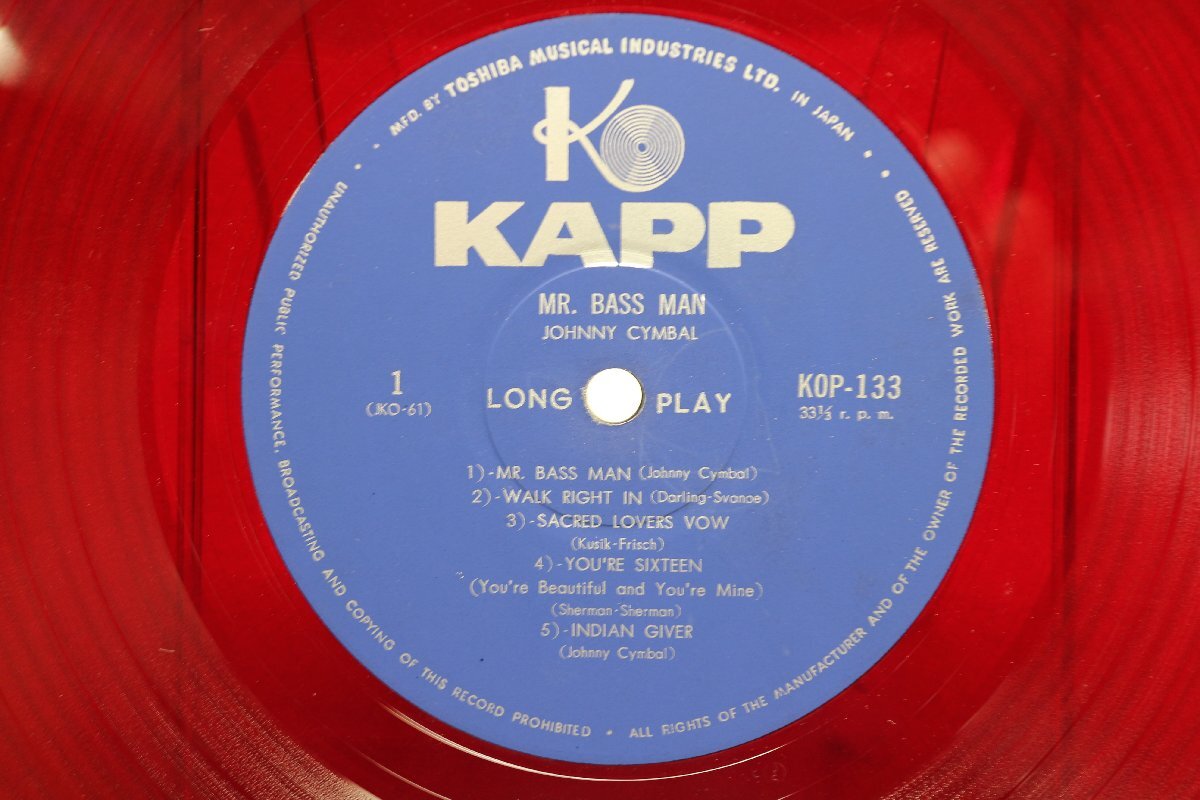 MFD. BY TOSHIBA MUSICAL INDUSTRIES LTD. IN JAPAN
KAPP
MR. BASS MAN
JOHNNY CYMBAL
1
(JKO-61)
LONG PLAY
KOP-133
33⅓ r. p. m.
1)-MR. BASS MAN (Johnny Cymbal)
2)-WALK RIGHT IN (Darling-Svanoe)
3)-SACRED LOVERS VOW
(Kusik-Frisch)
4)-YOU'RE SIXTEEN
(You're Beautiful and You're Mine)
(Sherman-Sherman)
5)-INDIAN GIVER
(Johnny Cymbal)
UNAUTHORIZED PUBLIC PERFORMANCE, BROADCASTING AND COPYING OF THIS RECORD PROHIBITED • ALL RIGHTS OF THE MANUFACTURER AND OF THE OWNER OF THE RECORDED WORK ARE RESERVED